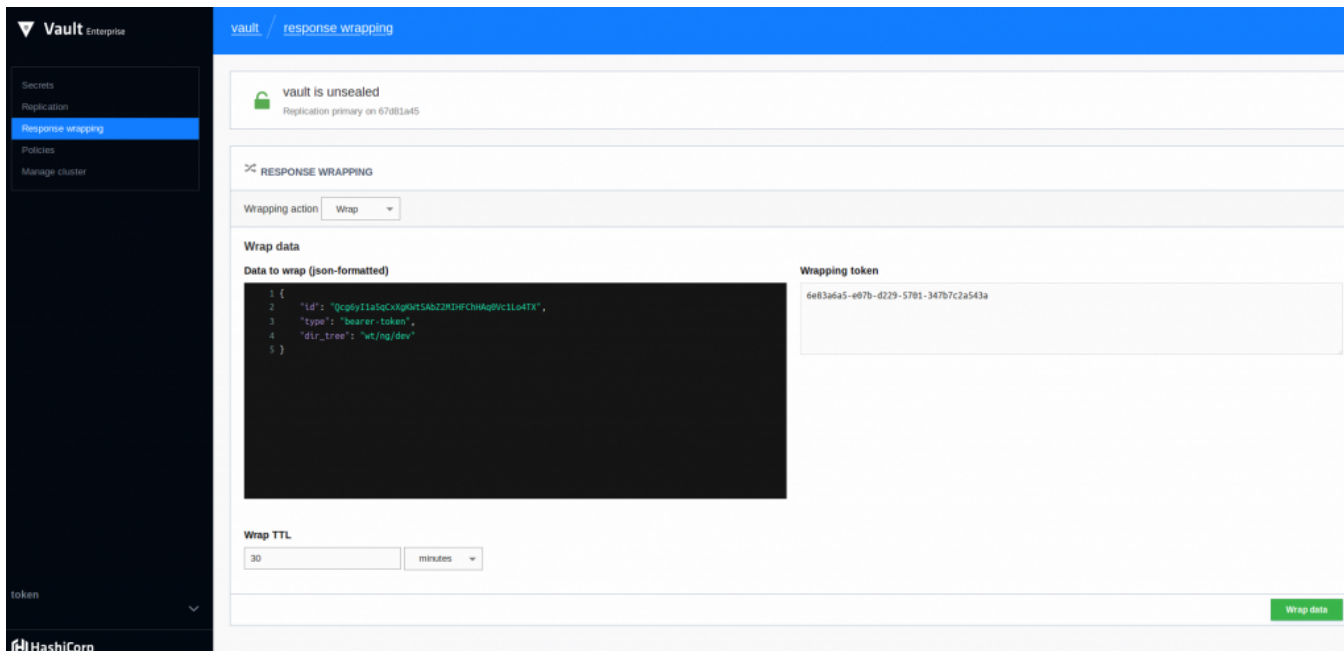 Vault Enterprise
vault / response wrapping
Secrets
Replication
Response wrapping
Policies
Manage cluster
vault is unsealed
Replication primary on 67d81a45
RESPONSE WRAPPING
Wrapping action Wrap
Wrap data
Data to wrap (json-formatted)
1 {
2 "id":
3 "type": "bearer-token",
4 "dir_tree": "wt/ng/dev"
5 }
Wrapping token
6e83a6a5-e07b-d229-5701-347b7c2a543a
Wrap TTL
30 minutes
Wrap data
token
HashiCorp